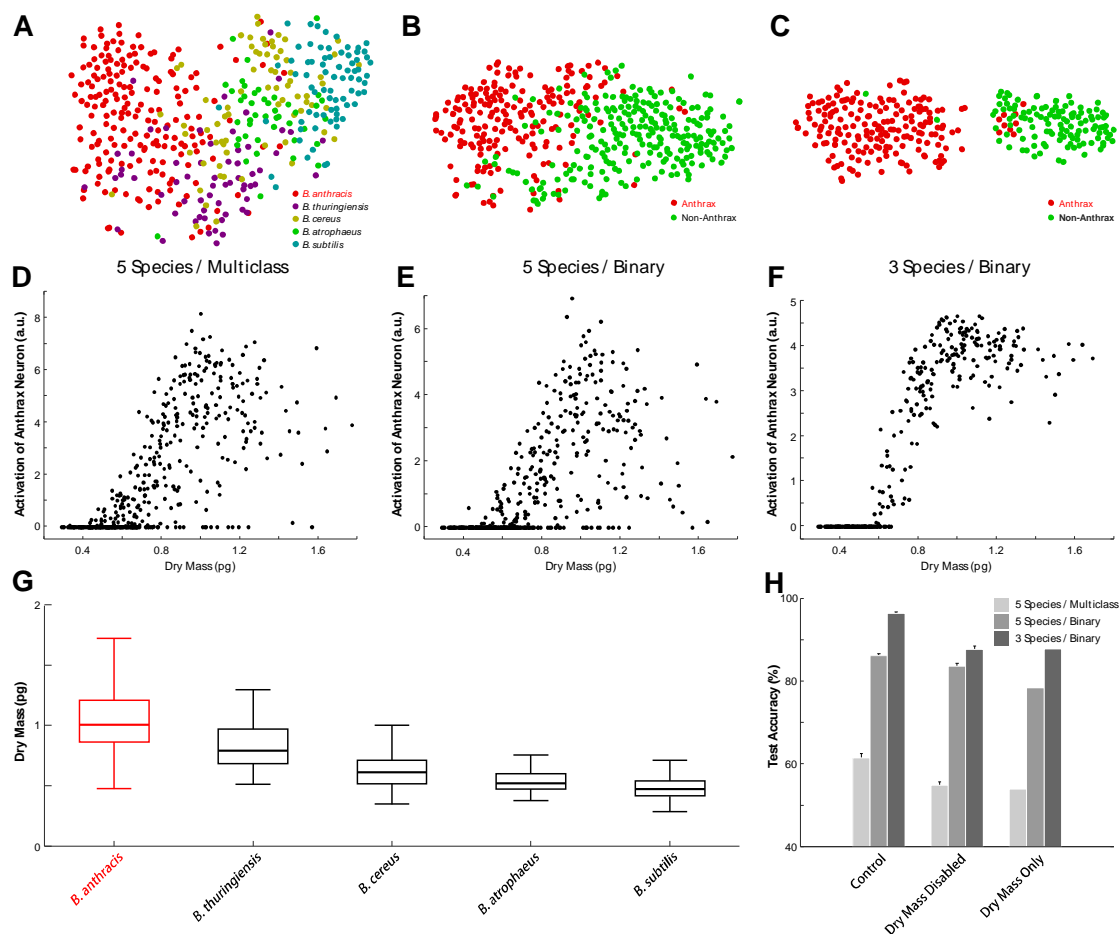 A
B
C
B. anthracis
B. thuringiensis
B. cereus
B. atrophaeus
B. subtilis
Anthrax
Non-Anthrax
Anthrax
Non-Anthrax
5 Species / Multiclass
5 Species / Binary
3 Species / Binary
D
E
F
Activation of Anthrax Neuron (a.u.)
8
6
4
2
0
0.4
0.8
1.2
1.6
Dry Mass (pg)
Activation of Anthrax Neuron (a.u.)
6
4
2
0
0.4
0.8
1.2
1.6
Dry Mass (pg)
Activation of Anthrax Neuron (a.u.)
5
4
3
2
1
0
0.4
0.8
1.2
1.6
Dry Mass (pg)
G
Dry Mass (pg)
2
1
0
B. anthracis
B. thuringiensis
B. cereus
B. atrophaeus
B. subtilis
H
5 Species / Multiclass
5 Species / Binary
3 Species / Binary
Test Accuracy (%)
100
80
60
40
Control
Dry Mass Disabled
Dry Mass Only